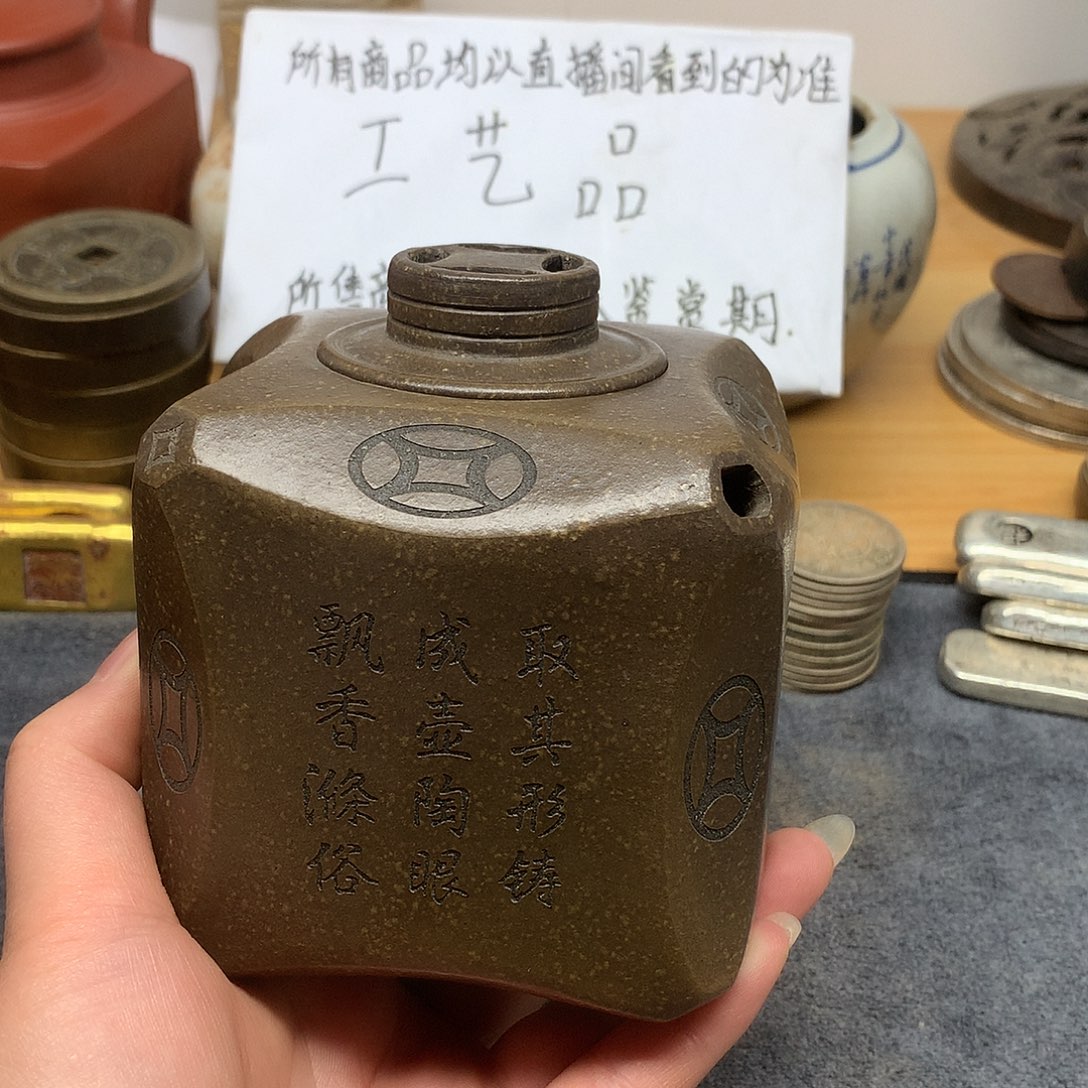 所有商品均以直播间看到的为准
工艺品
所售商 鉴赏期.
取其形铸
成壶陶眼
飘香滌俗